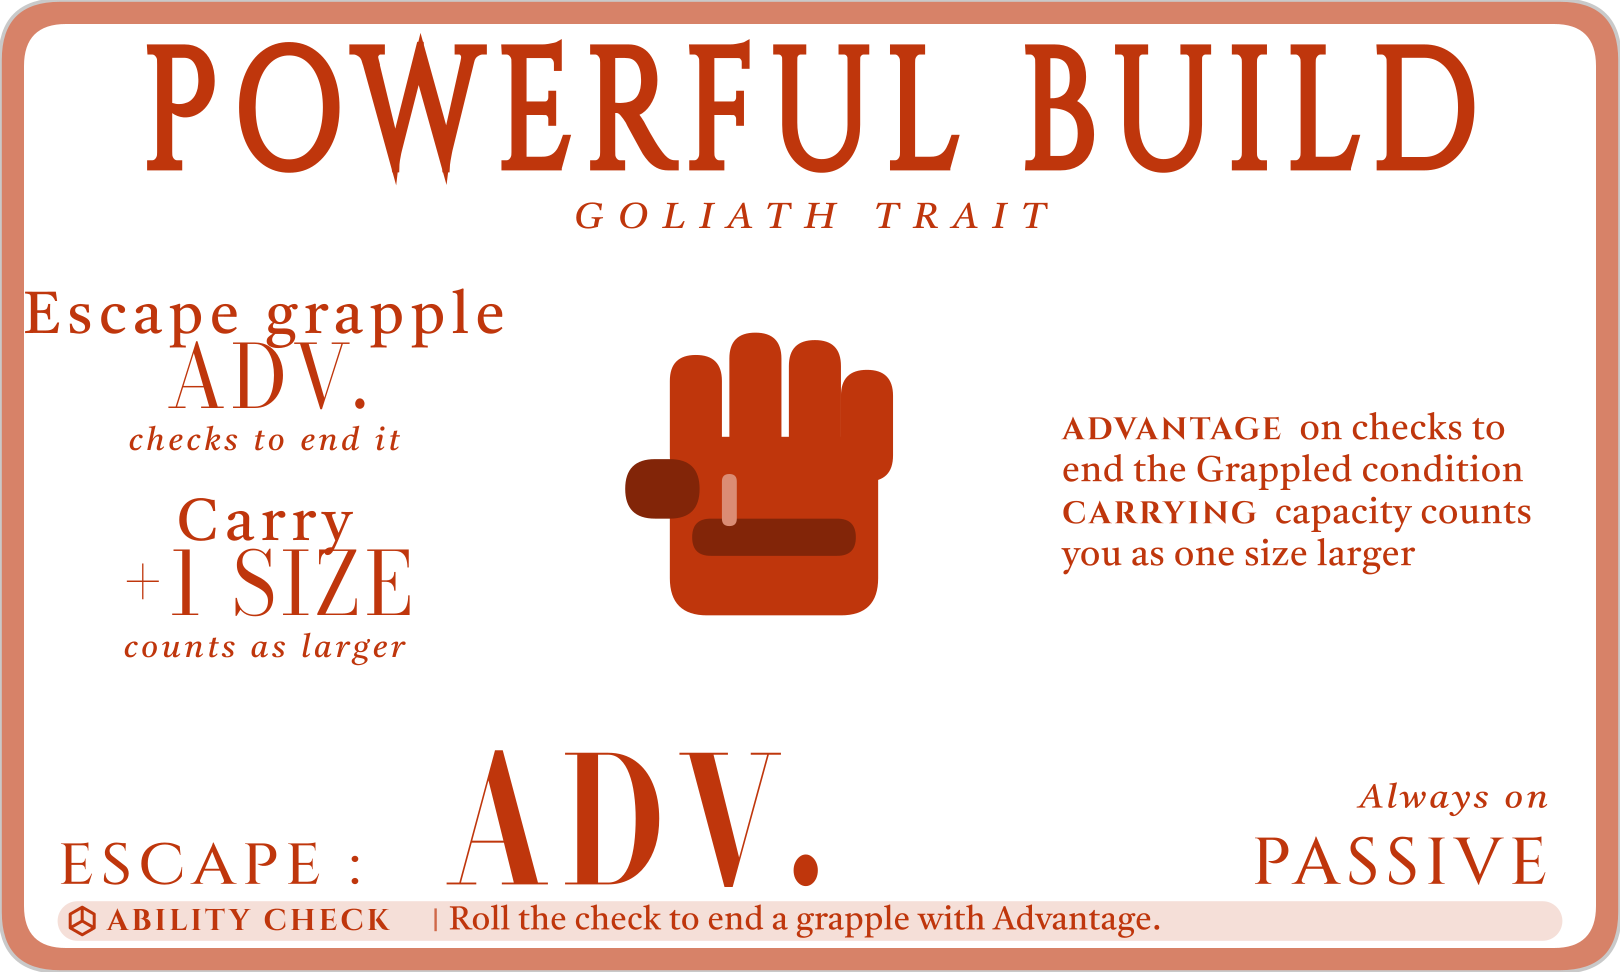 POWERFUL BUILD
GOLIATH TRAIT
Escape grapple
ADV.
checks to end it
Carry
+1 SIZE
counts as larger
ADVANTAGE on checks to
end the Grappled condition
CARRYING capacity counts
you as one size larger
ESCAPE : ADV.
Always on
PASSIVE
ABILITY CHECK | Roll the check to end a grapple with Advantage.